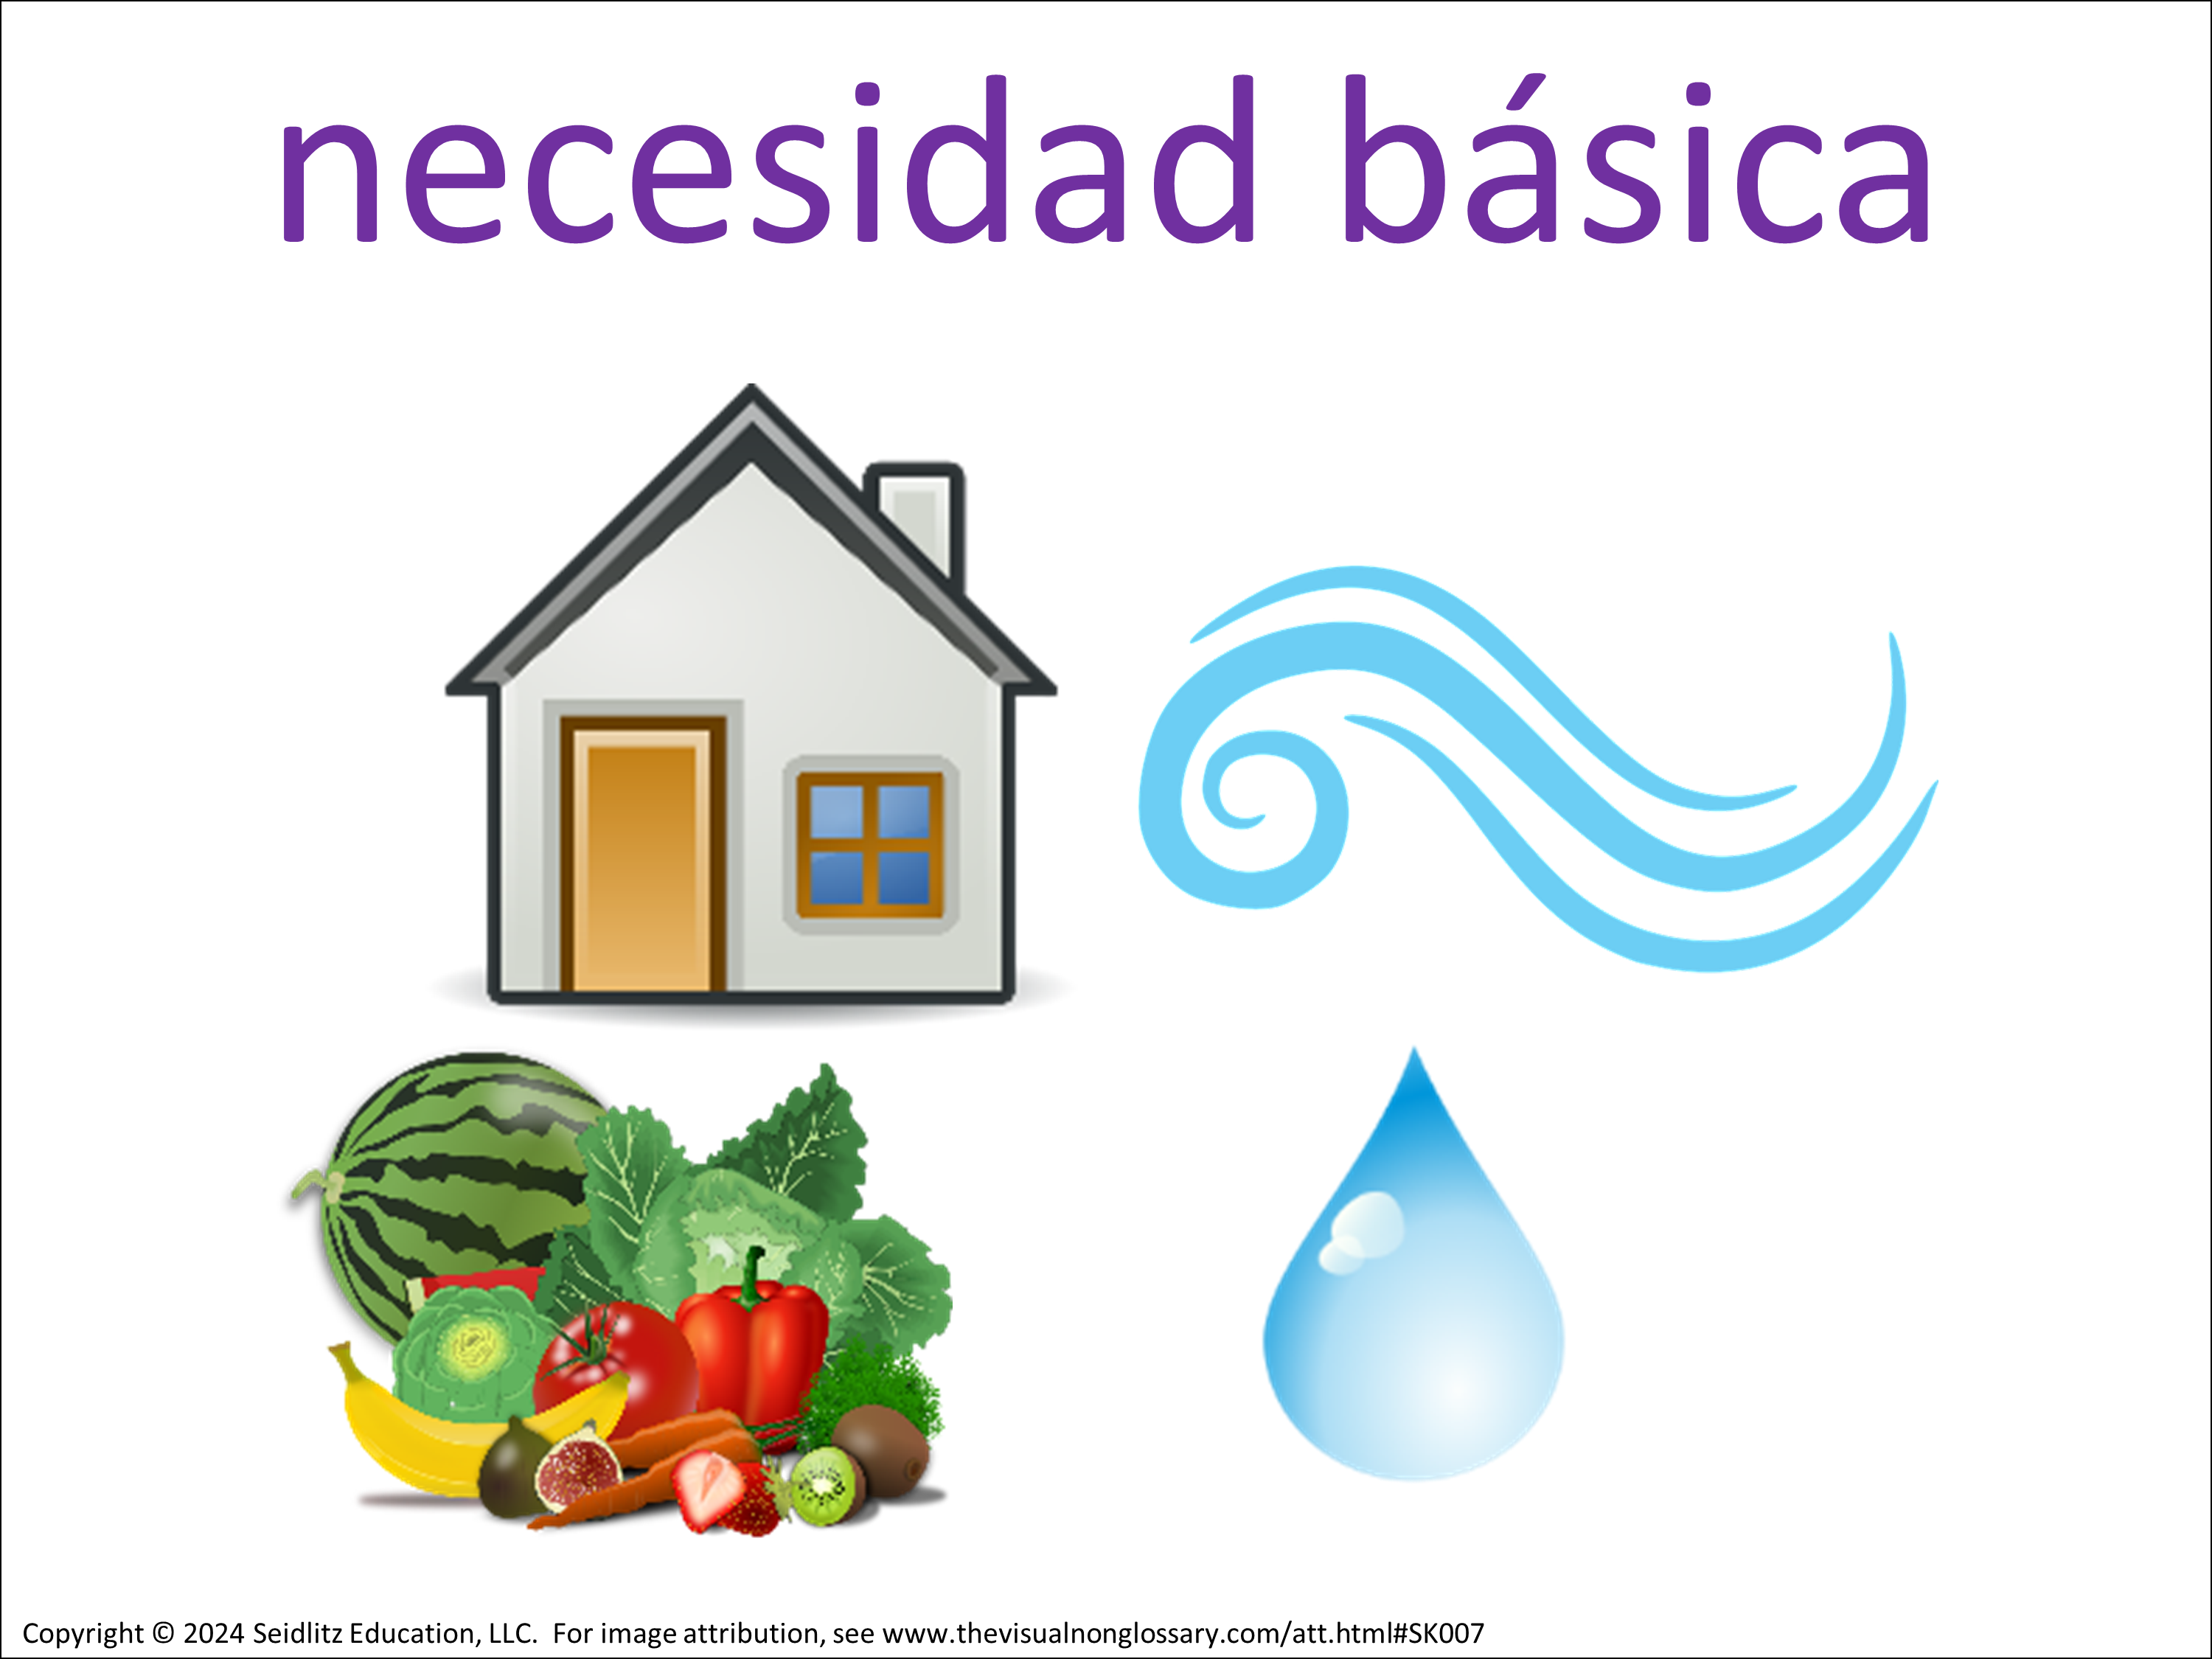 necesidad básica
Copyright © 2024 Seidlitz Education, LLC.  For image attribution, see www.thevisualnonglossary.com/att.html#SK007